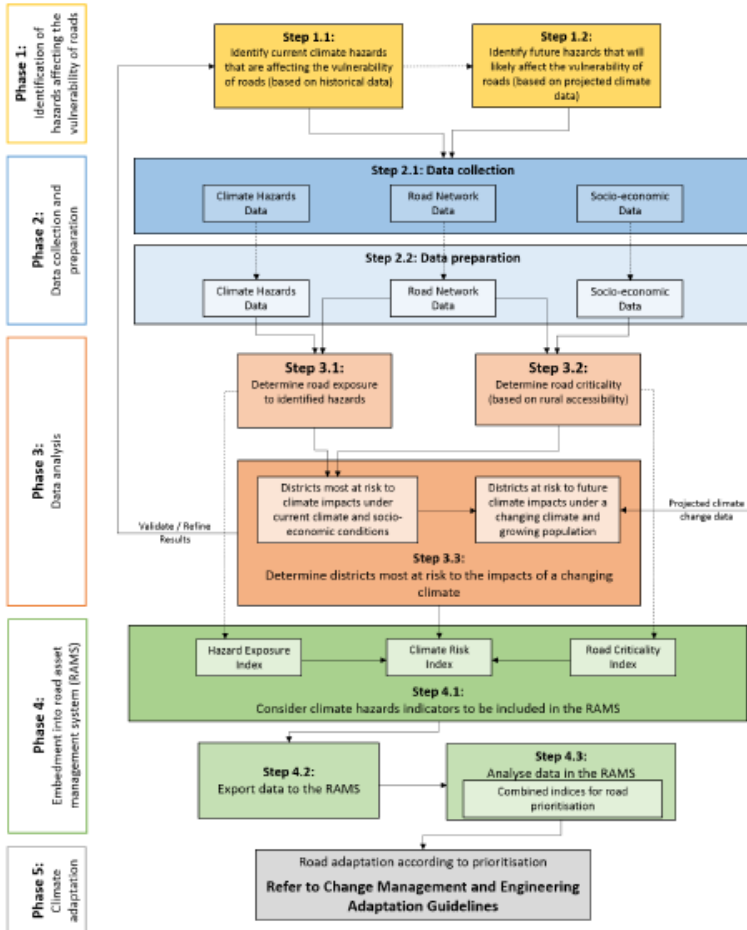 Phase 1:
Identification of
hazards affecting the
vulnerability of roads
Step 1.1:
Identify current climate hazards
that are affecting the vulnerability
of roads (based on historical data)
Step 1.2:
Identify future hazards that will
likely affect the vulnerability of
roads (based on projected climate
data)
Phase 2:
Data collection and
preparation
Step 2.1: Data collection
Climate Hazards
Data
Road Network
Data
Socio-economic
Data
Step 2.2: Data preparation
Climate Hazards
Data
Road Network
Data
Socio-economic
Data
Phase 3:
Data analysis
Step 3.1:
Determine road exposure
to identified hazards
Step 3.2:
Determine road criticality
(based on rural accessibility)
Districts most at risk to
climate impacts under
current climate and socio-
economic conditions
Districts at risk to future
climate impacts under a
changing climate and
growing population
Projected climate
change data
Validate / Refine
Results
Step 3.3:
Determine districts most at risk to the impacts of a changing
climate
Phase 4:
Embedment into road asset
management system (RAMS)
Hazard Exposure
Index
Climate Risk
Index
Road Criticality
Index
Step 4.1:
Consider climate hazards indicators to be included in the RAMS
Step 4.2:
Export data to the RAMS
Step 4.3:
Analyse data in the RAMS
Combined indices for road
prioritisation
Phase 5:
Climate
adaptation
Road adaptation according to prioritisation
Refer to Change Management and Engineering
Adaptation Guidelines